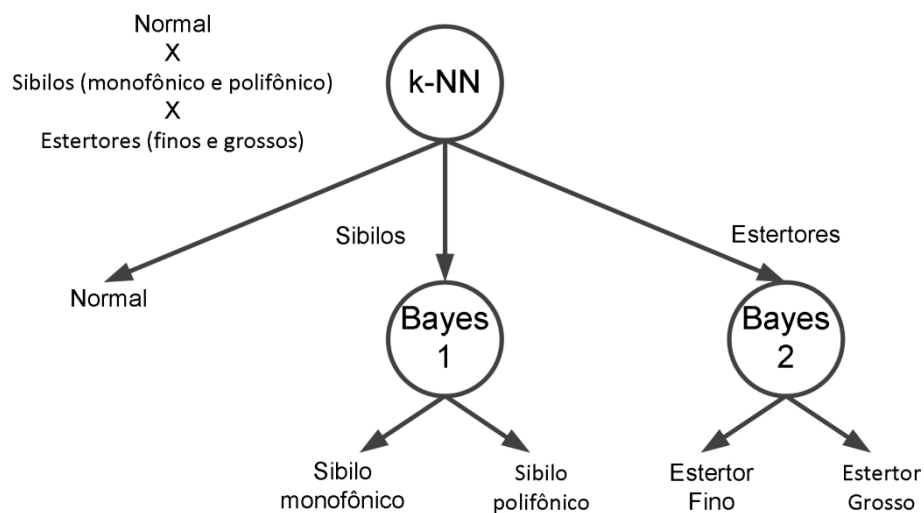 Normal
X
Sibilos (monofônico e polifônico)
X
Estertores (finos e grossos)
k-NN
Sibilos
Estertores
Normal
Bayes
1
Bayes
2
Sibilo
monofônico
Sibilo
polifônico
Estertor
Fino
Estertor
Grosso